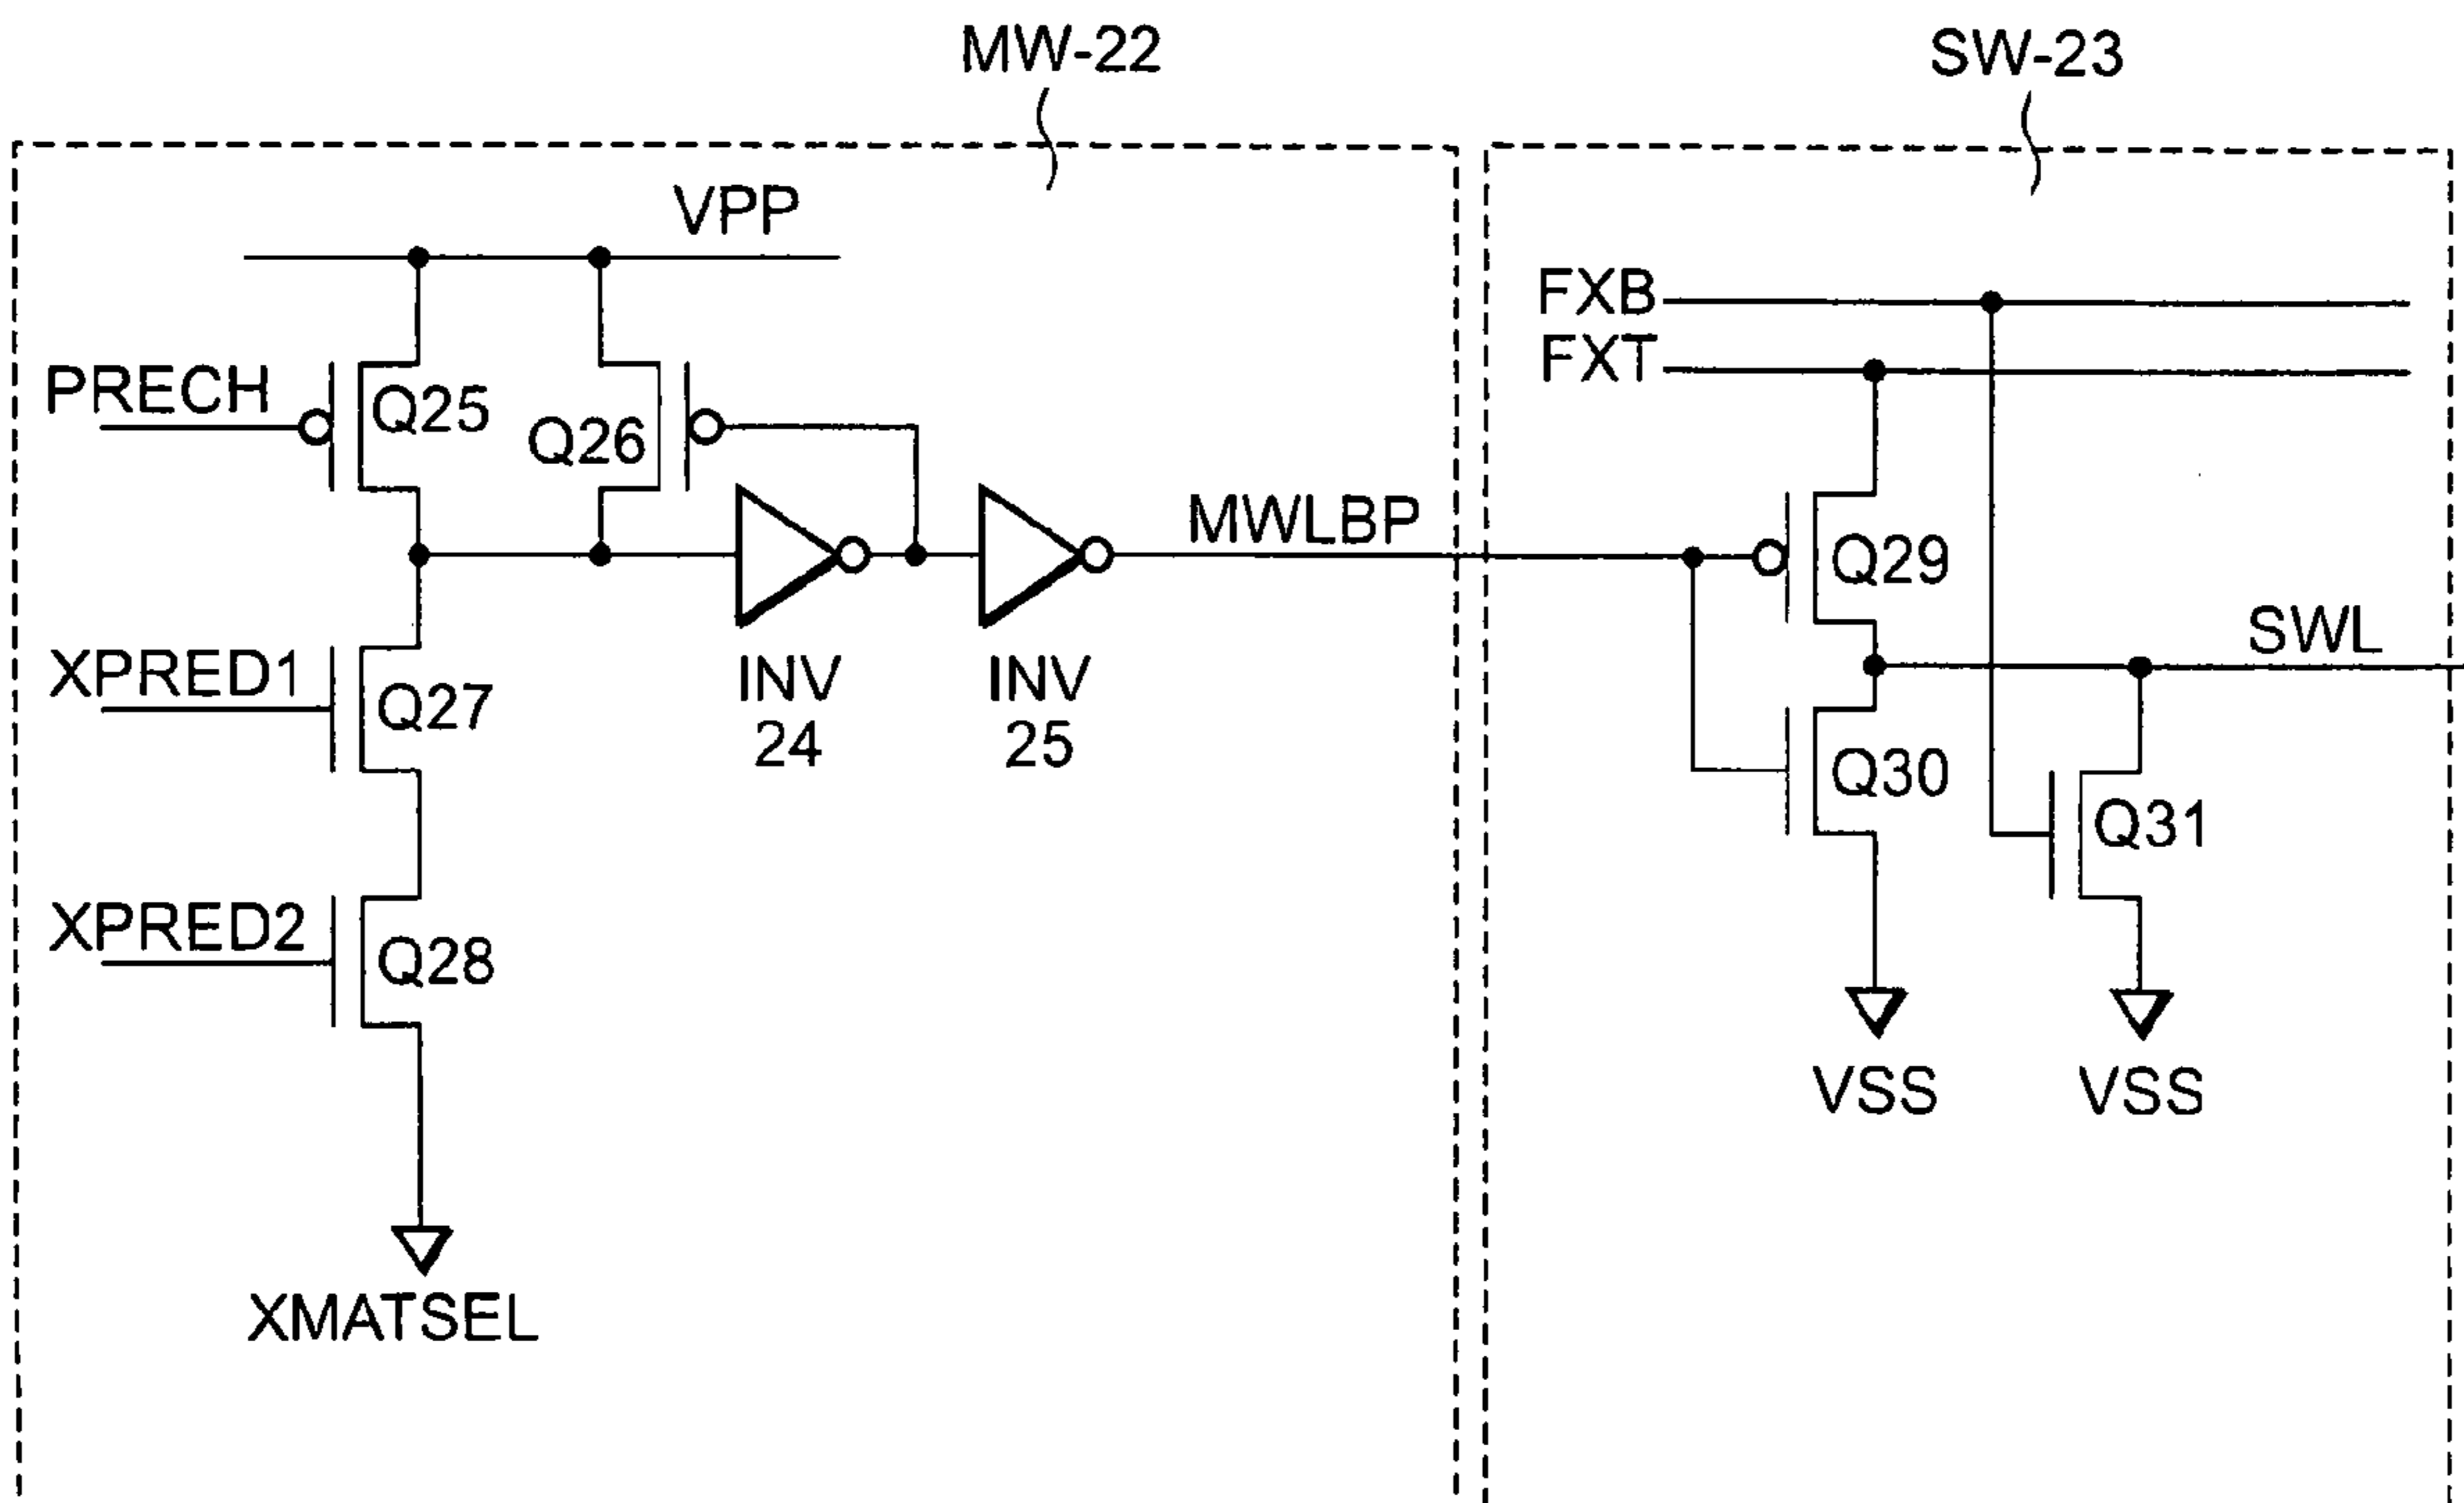 MW-22
SW-23
VPP
FXB
FXT
PRECH
Q25
Q26
MWLBP
Q29
SWL
XPRED1
Q27
INV
24
INV
25
Q30
Q31
XPRED2
Q28
VSS
VSS
XMATSEL